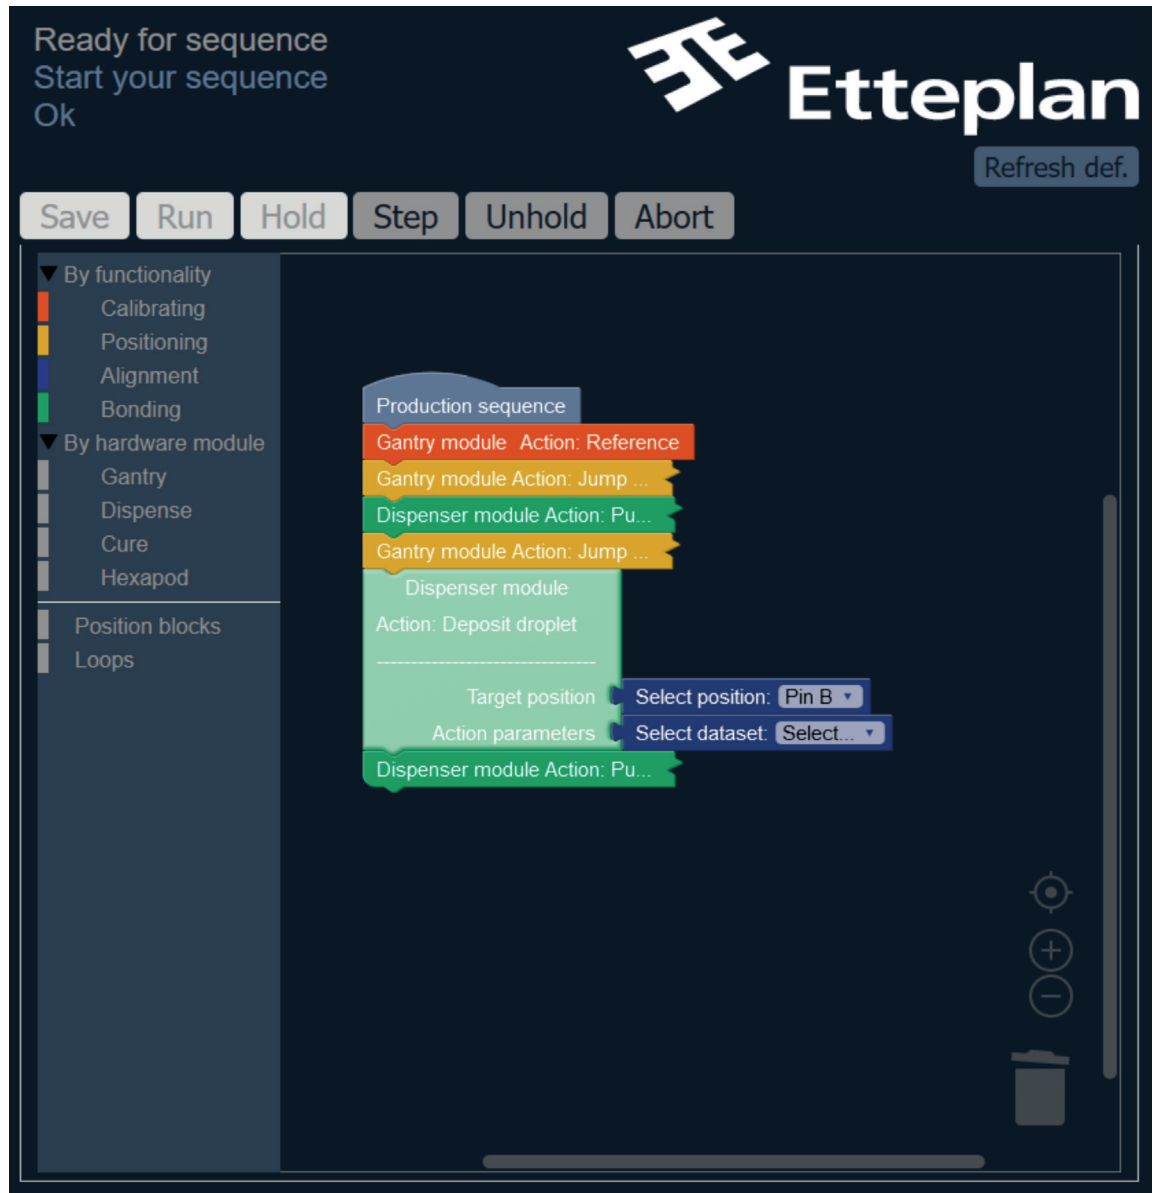 Ready for sequence
Start your sequence
Ok
Etteplan
Refresh def.
Save Run Hold Step Unhold Abort
By functionality
Calibrating
Positioning
Alignment
Bonding
By hardware module
Gantry
Dispense
Cure
Hexapod
Position blocks
Loops
Production sequence
Gantry module Action: Reference
Gantry module Action: Jump ...
Dispenser module Action: Pu...
Gantry module Action: Jump ...
Dispenser module
Action: Deposit droplet
--------------------------------
Target position Select position: Pin B
Action parameters Select dataset: Select...
Dispenser module Action: Pu...